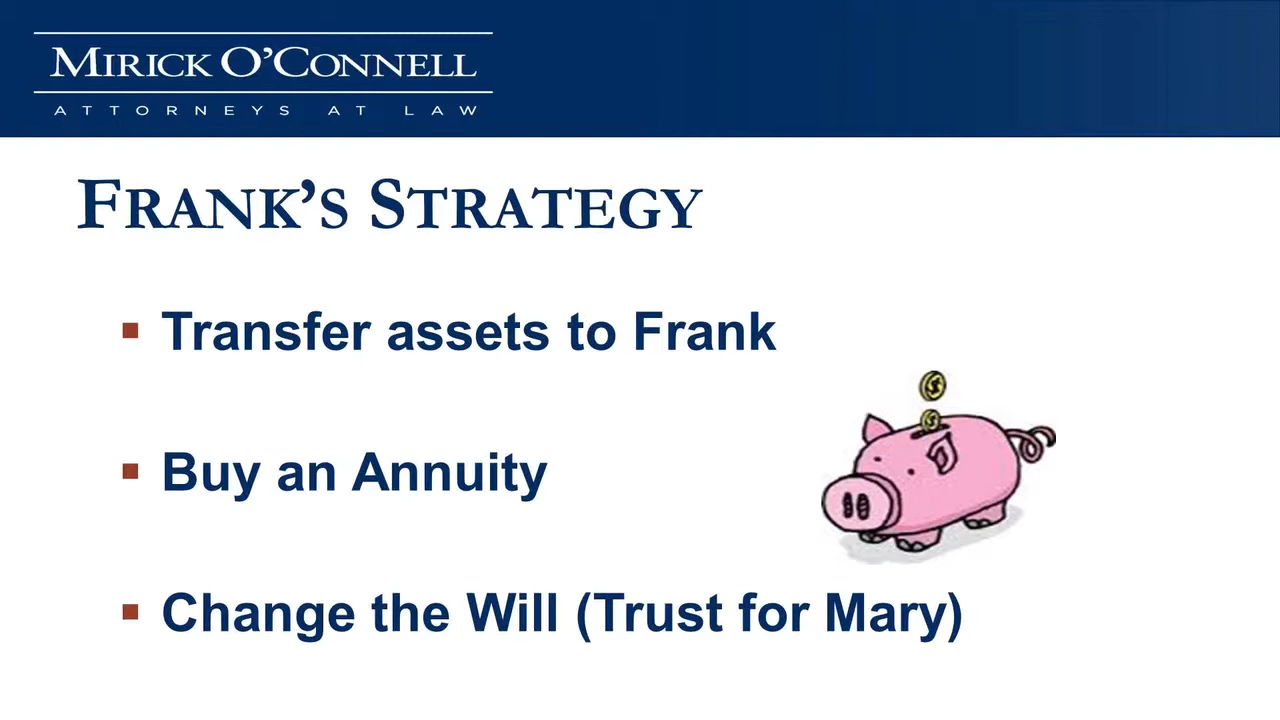 MIRICK O'CONNELL
ATTORNEYS AT LAW
FRANK'S STRATEGY
▪ Transfer assets to Frank
▪ Buy an Annuity
▪ Change the Will (Trust for Mary)